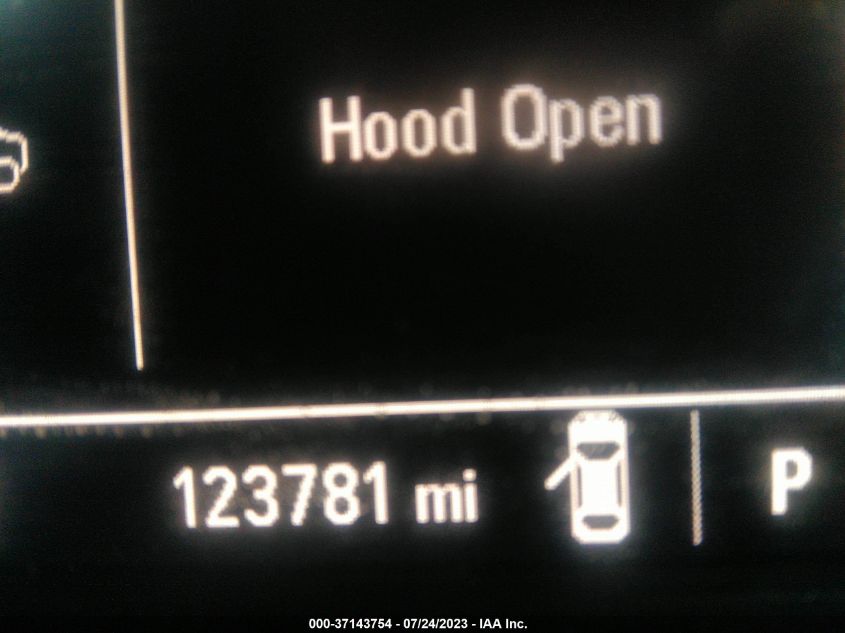 Hood Open
123781 mi
P
000-37143754 - 07/24/2023 - IAA Inc.